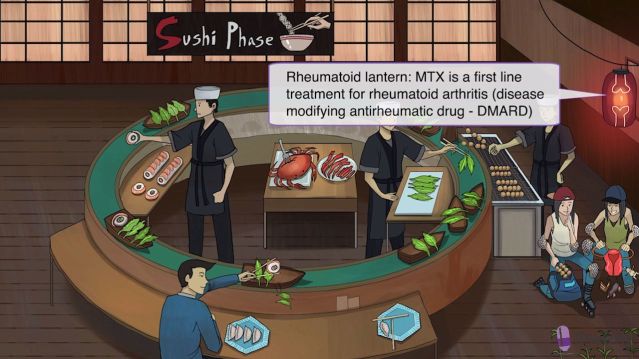 Sushi Phase
Rheumatoid lantern: MTX is a first line
treatment for rheumatoid arthritis (disease
modifying antirheumatic drug - DMARD)